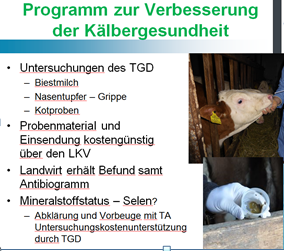 Programm zur Verbesserung
der Kälbergesundheit
• Untersuchungen des TGD
– Biestmilch
– Nasentupfer – Grippe
– Kotproben
• Probenmaterial und
Einsendung kostengünstig
über den LKV
• Landwirt erhält Befund samt
Antibiogramm
• Mineralstoffstatus – Selen?
– Abklärung und Vorbeuge mit TA
Untersuchungskostenunterstützung
durch TGD